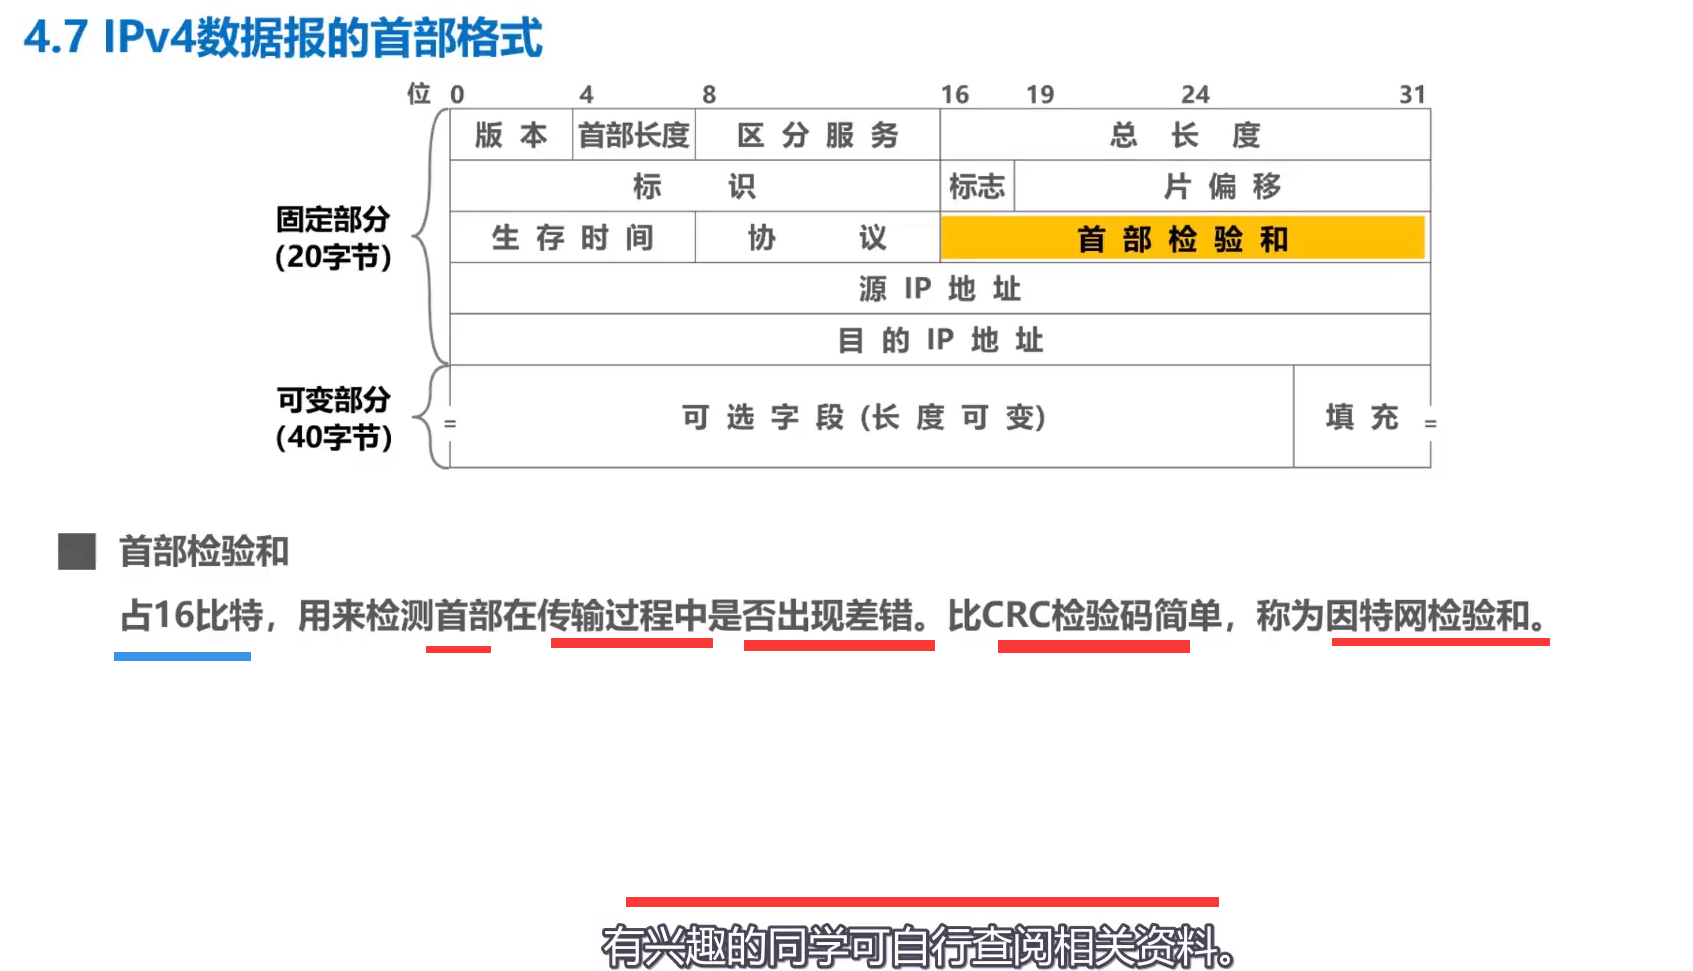 4.7 IPv4数据报的首部格式
位 0 4 8 16 19 24 31
版 本 首部长度 区 分 服 务 总 长 度
标 识 标志 片 偏 移
固定部分
(20字节)
生 存 时 间 协 议 首 部 检 验 和
源 IP 地 址
目 的 IP 地 址
可变部分
(40字节)
可 选 字 段 (长 度 可 变) 填 充
首部检验和
占16比特，用来检测首部在传输过程中是否出现差错。比CRC检验码简单，称为因特网检验和。
有兴趣的同学可自行查阅相关资料。